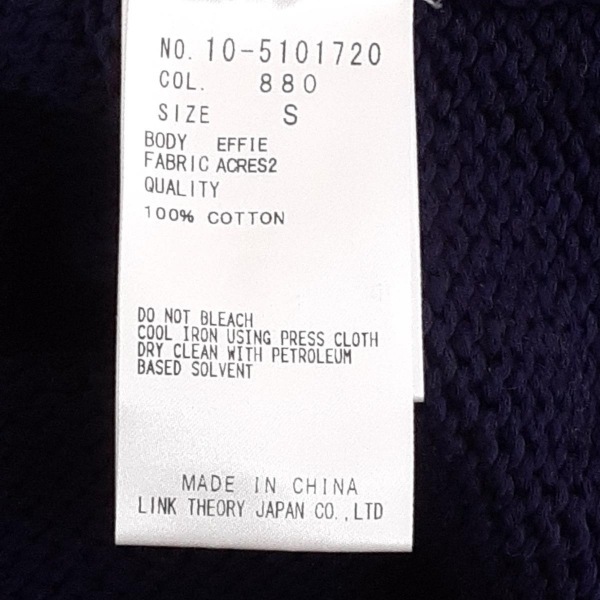 NO. 10-5101720
COL. 880
SIZE S
BODY EFFIE
FABRIC ACRES2
QUALITY
100% COTTON
DO NOT BLEACH
COOL IRON USING PRESS CLOTH
DRY CLEAN WITH PETROLEUM
BASED SOLVENT
MADE IN CHINA
LINK THEORY JAPAN CO.,LTD